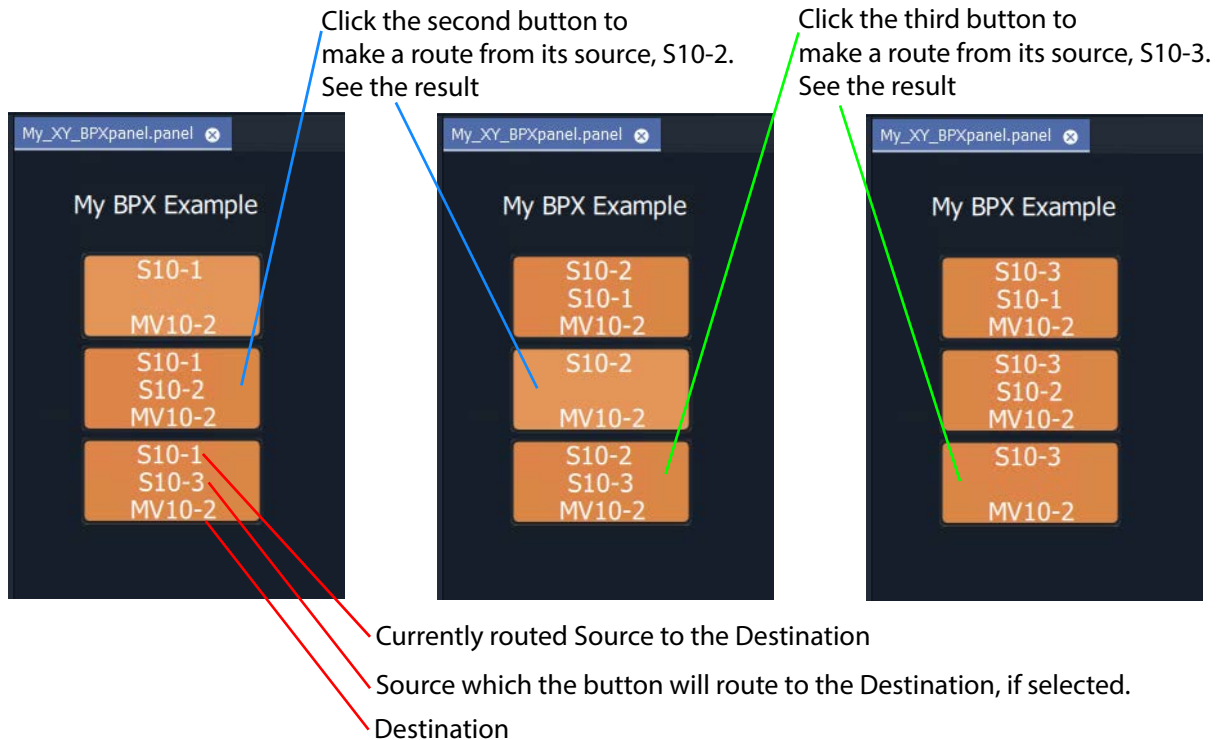 Click the second button to
make a route from its source, S10-2.
See the result
Click the third button to
make a route from its source, S10-3.
See the result
My_XY_BPXpanel.panel
My BPX Example
S10-1
MV10-2
S10-1
S10-2
MV10-2
S10-1
S10-3
MV10-2
My_XY_BPXpanel.panel
My BPX Example
S10-2
S10-1
MV10-2
S10-2
MV10-2
S10-2
S10-3
MV10-2
My_XY_BPXpanel.panel
My BPX Example
S10-3
S10-1
MV10-2
S10-3
S10-2
MV10-2
S10-3
MV10-2
Currently routed Source to the Destination
Source which the button will route to the Destination, if selected.
Destination